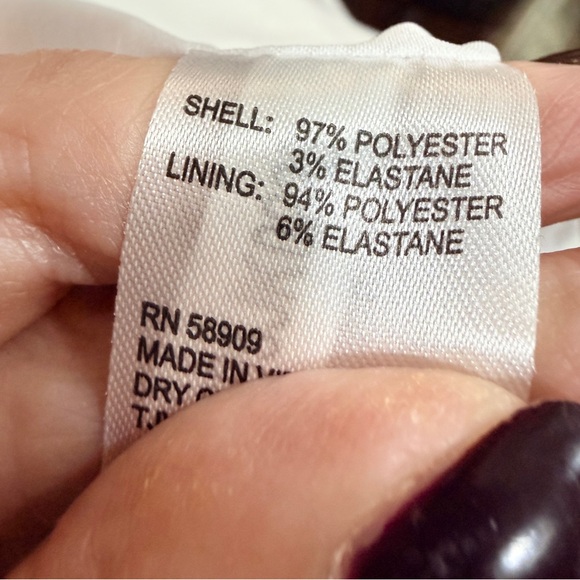 SHELL: 97% POLYESTER
3% ELASTANE
LINING: 94% POLYESTER
6% ELASTANE
RN 58909
MADE IN
DRY